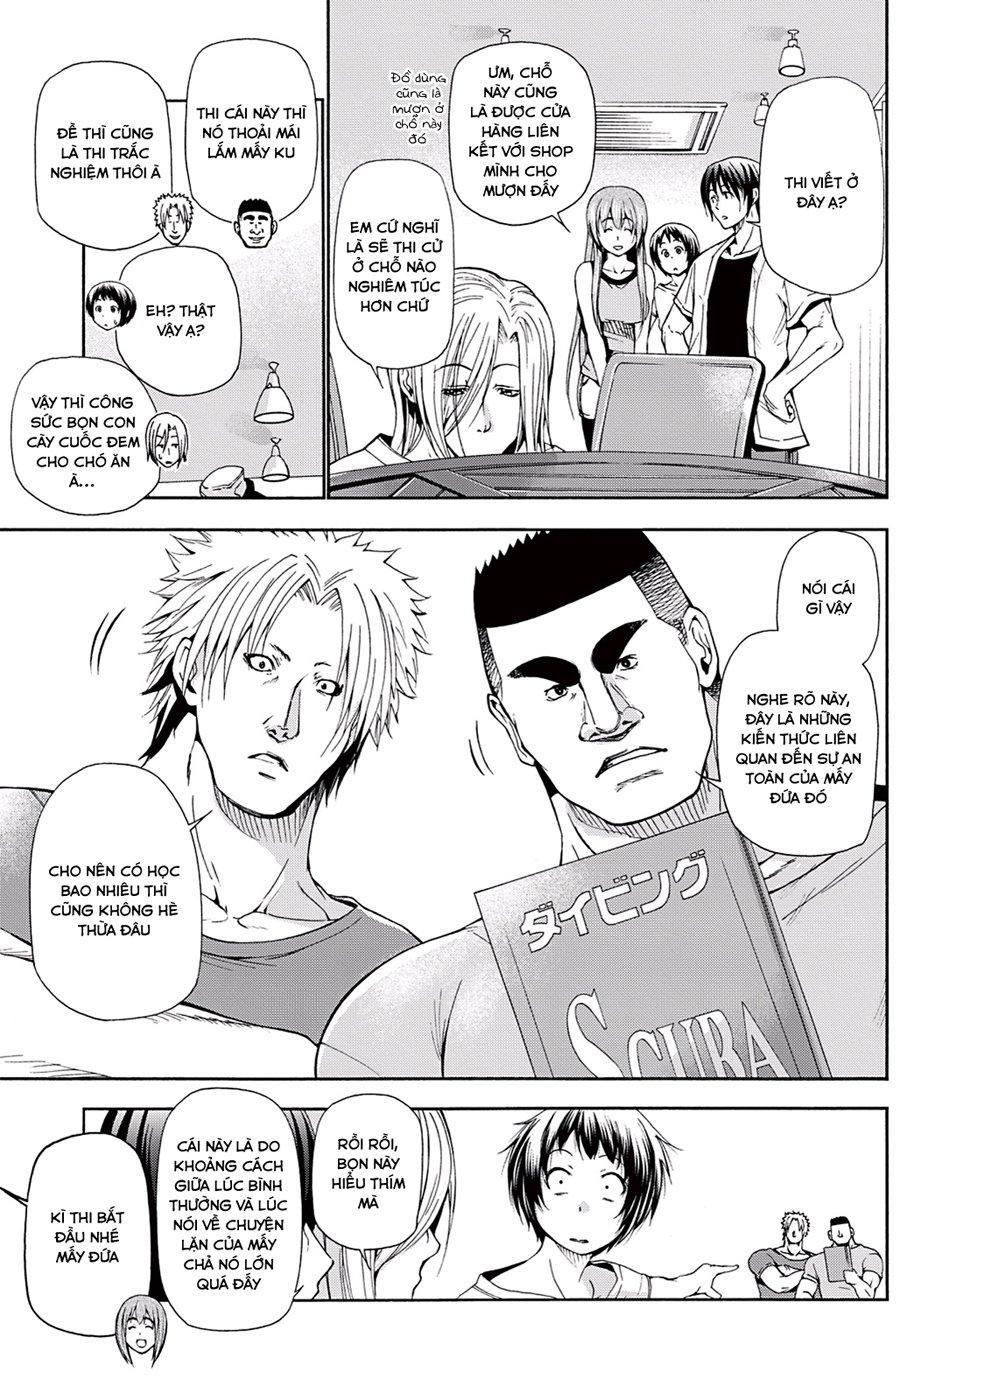 THI VIẾT Ở
ĐÂY Ạ?
ƯM, CHỖ
NÀY CŨNG
LÀ ĐƯỢC CỬA
HÀNG LIÊN
KẾT VỚI SHOP
MÌNH CHO
MƯỢN ĐẤY
Đồ dùng
cũng là
mượn ở
chỗ này
đó
EM CỨ NGHĨ
LÀ SẼ THI CỬ
Ở CHỖ NÀO
NGHIÊM TÚC
HƠN CHỨ
THI CÁI NÀY THÌ
NÓ THOẢI MÁI
LẮM MẤY KU
ĐỀ THÌ CŨNG
LÀ THI TRẮC
NGHIỆM THÔI À
EH? THẬT
VẬY Ạ?
VẬY THÌ CÔNG
SỨC BỌN CON
CÀY CUỐC ĐEM
CHO CHÓ ĂN
À...
NÓI CÁI
GÌ VẬY
NGHE RÕ NÀY,
ĐÂY LÀ NHỮNG
KIẾN THỨC LIÊN
QUAN ĐẾN SỰ AN
TOÀN CỦA MẤY
ĐỨA ĐÓ
CHO NÊN CÓ HỌC
BAO NHIÊU THÌ
CŨNG KHÔNG HỀ
THỪA ĐÂU
ダイビング
SCUBA
RỒI RỒI,
BỌN NÀY
HIỂU THÍM
MÀ
CÁI NÀY LÀ DO
KHOẢNG CÁCH
GIỮA LÚC BÌNH
THƯỜNG VÀ LÚC
NÓI VỀ CHUYỆN
LẶN CỦA MẤY
CHẢ NÓ LỚN
QUÁ ĐẤY
KÌ THI BẮT
ĐẦU NHÉ
MẤY ĐỨA